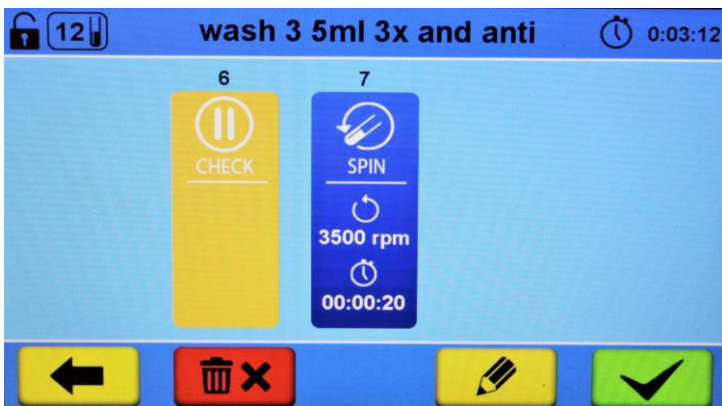 12 wash 3 5ml 3x and anti 0:03:12
6 7
CHECK SPIN
3500 rpm
00:00:20